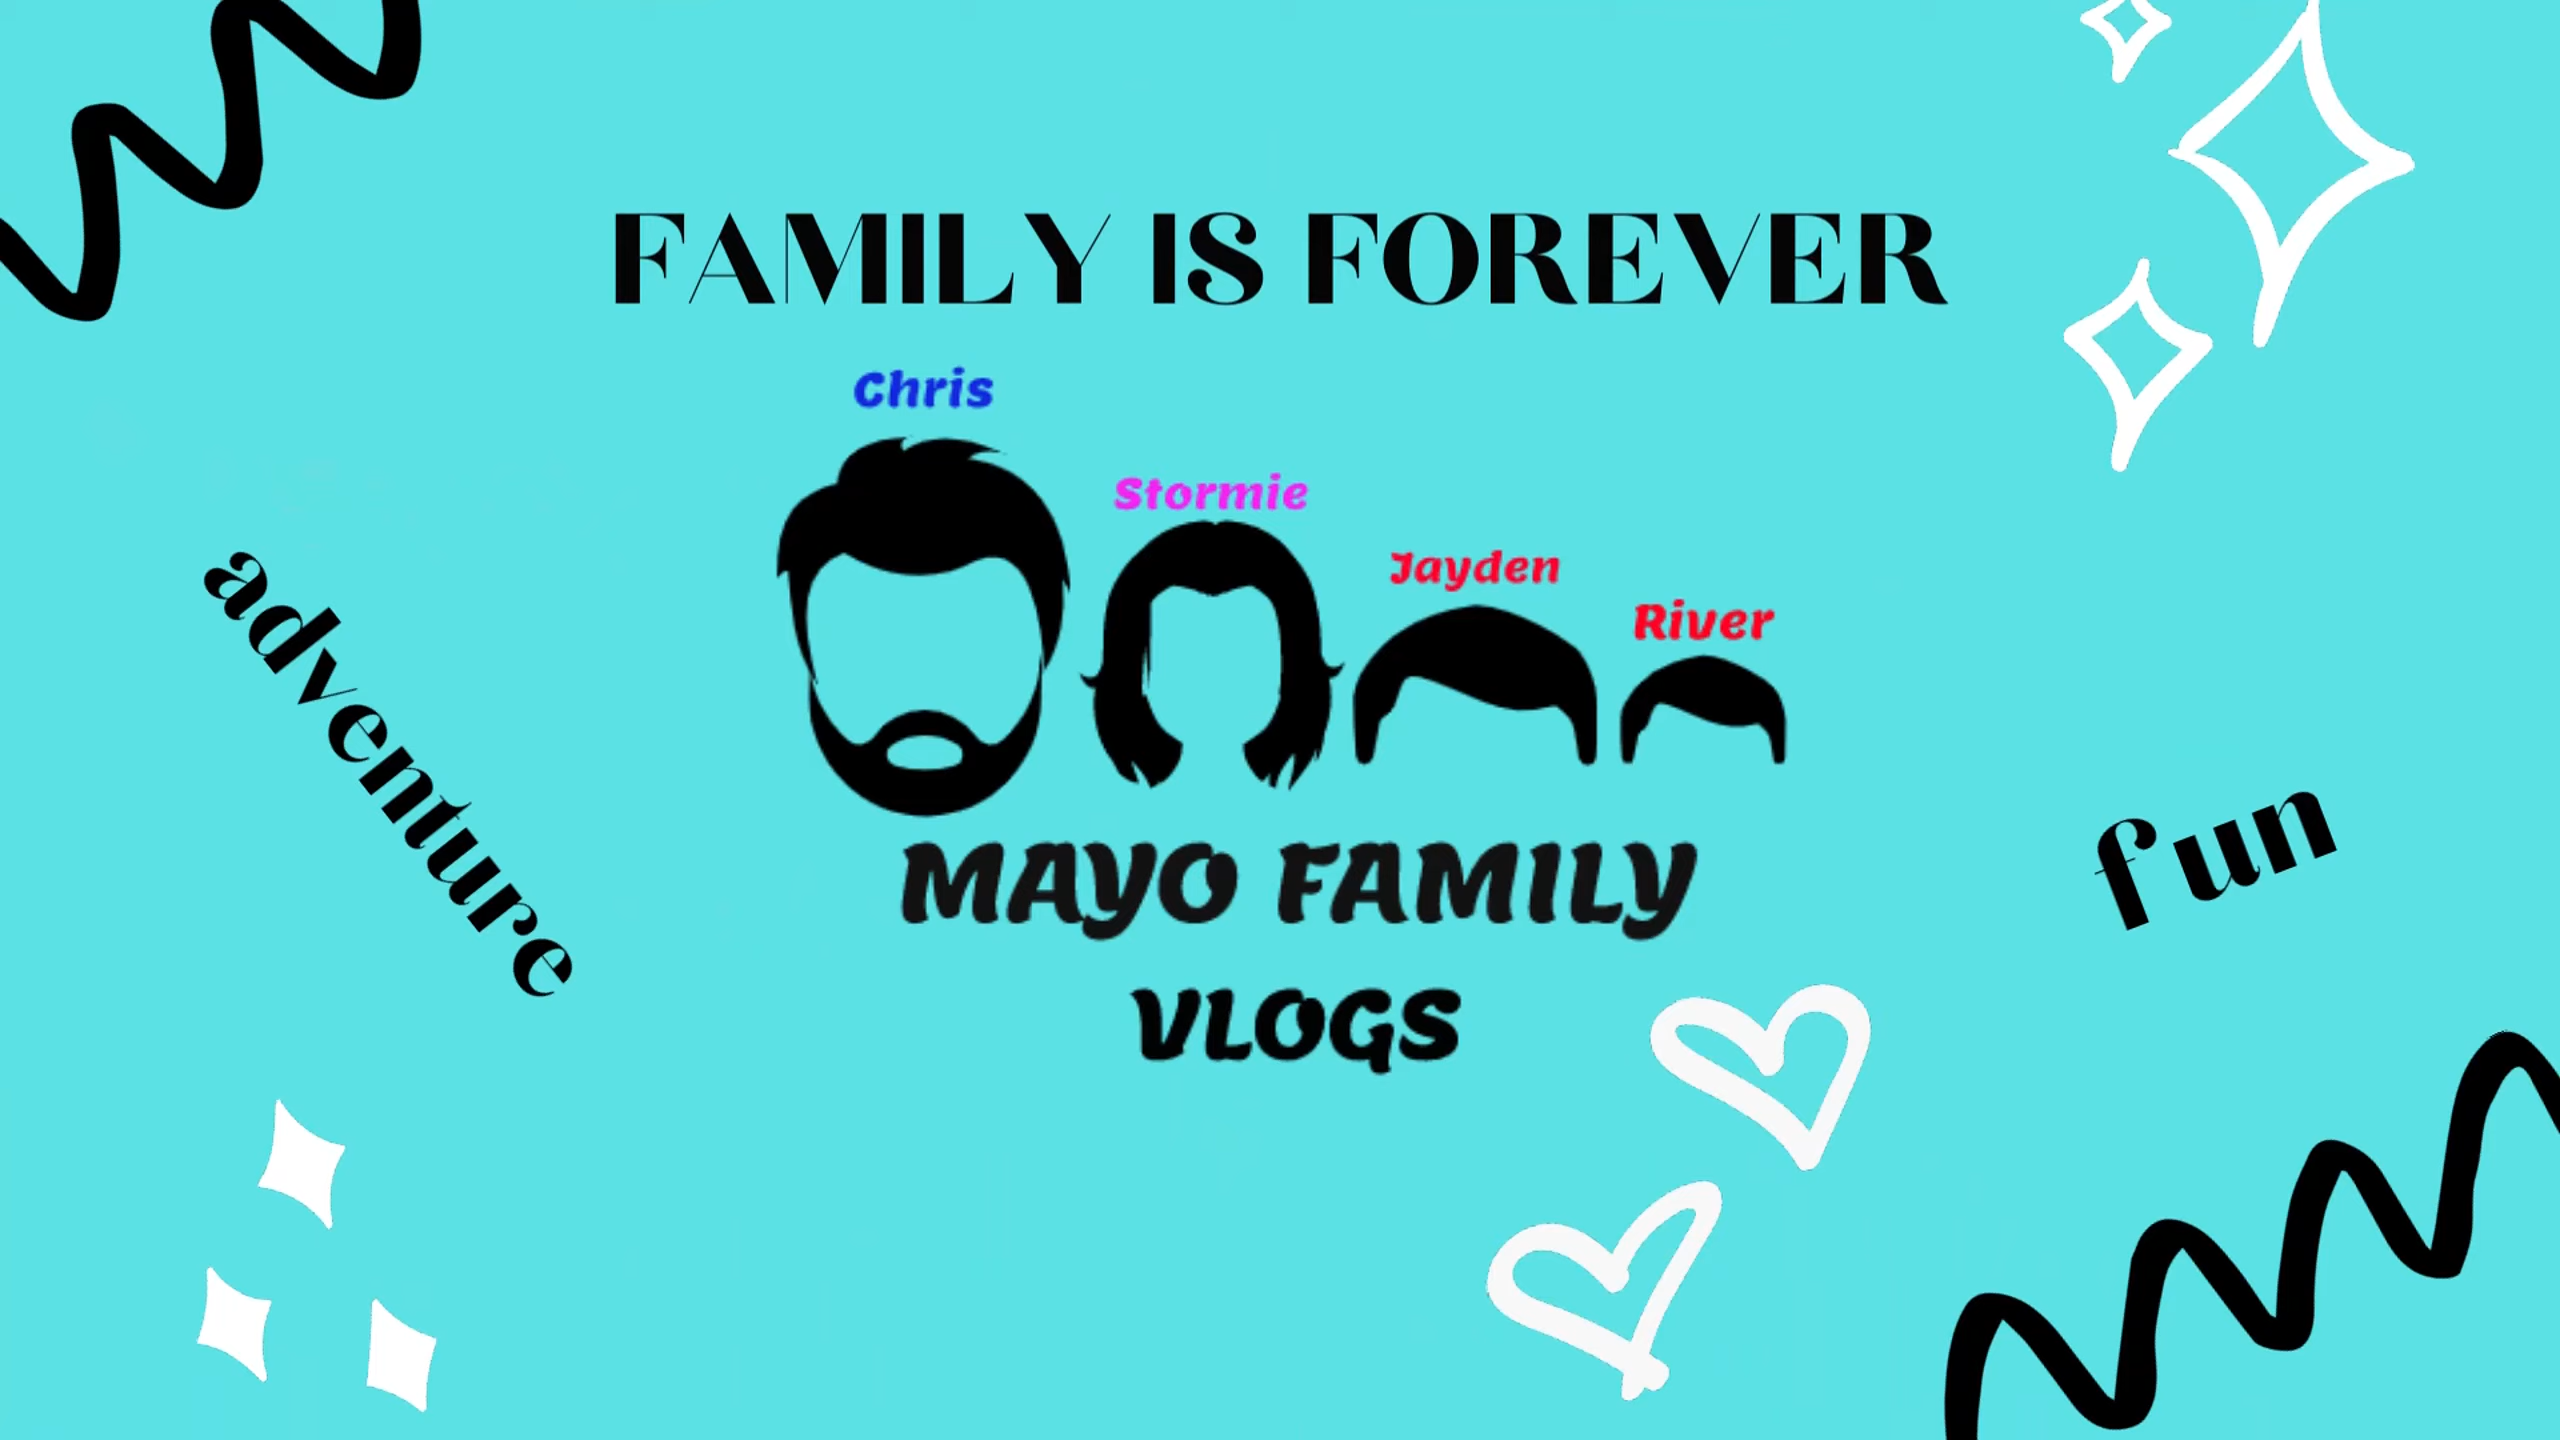 FAMILY IS FOREVER
Chris
Stormie
Jayden
River
adventure
fun
MAYO FAMILY
VLOGS